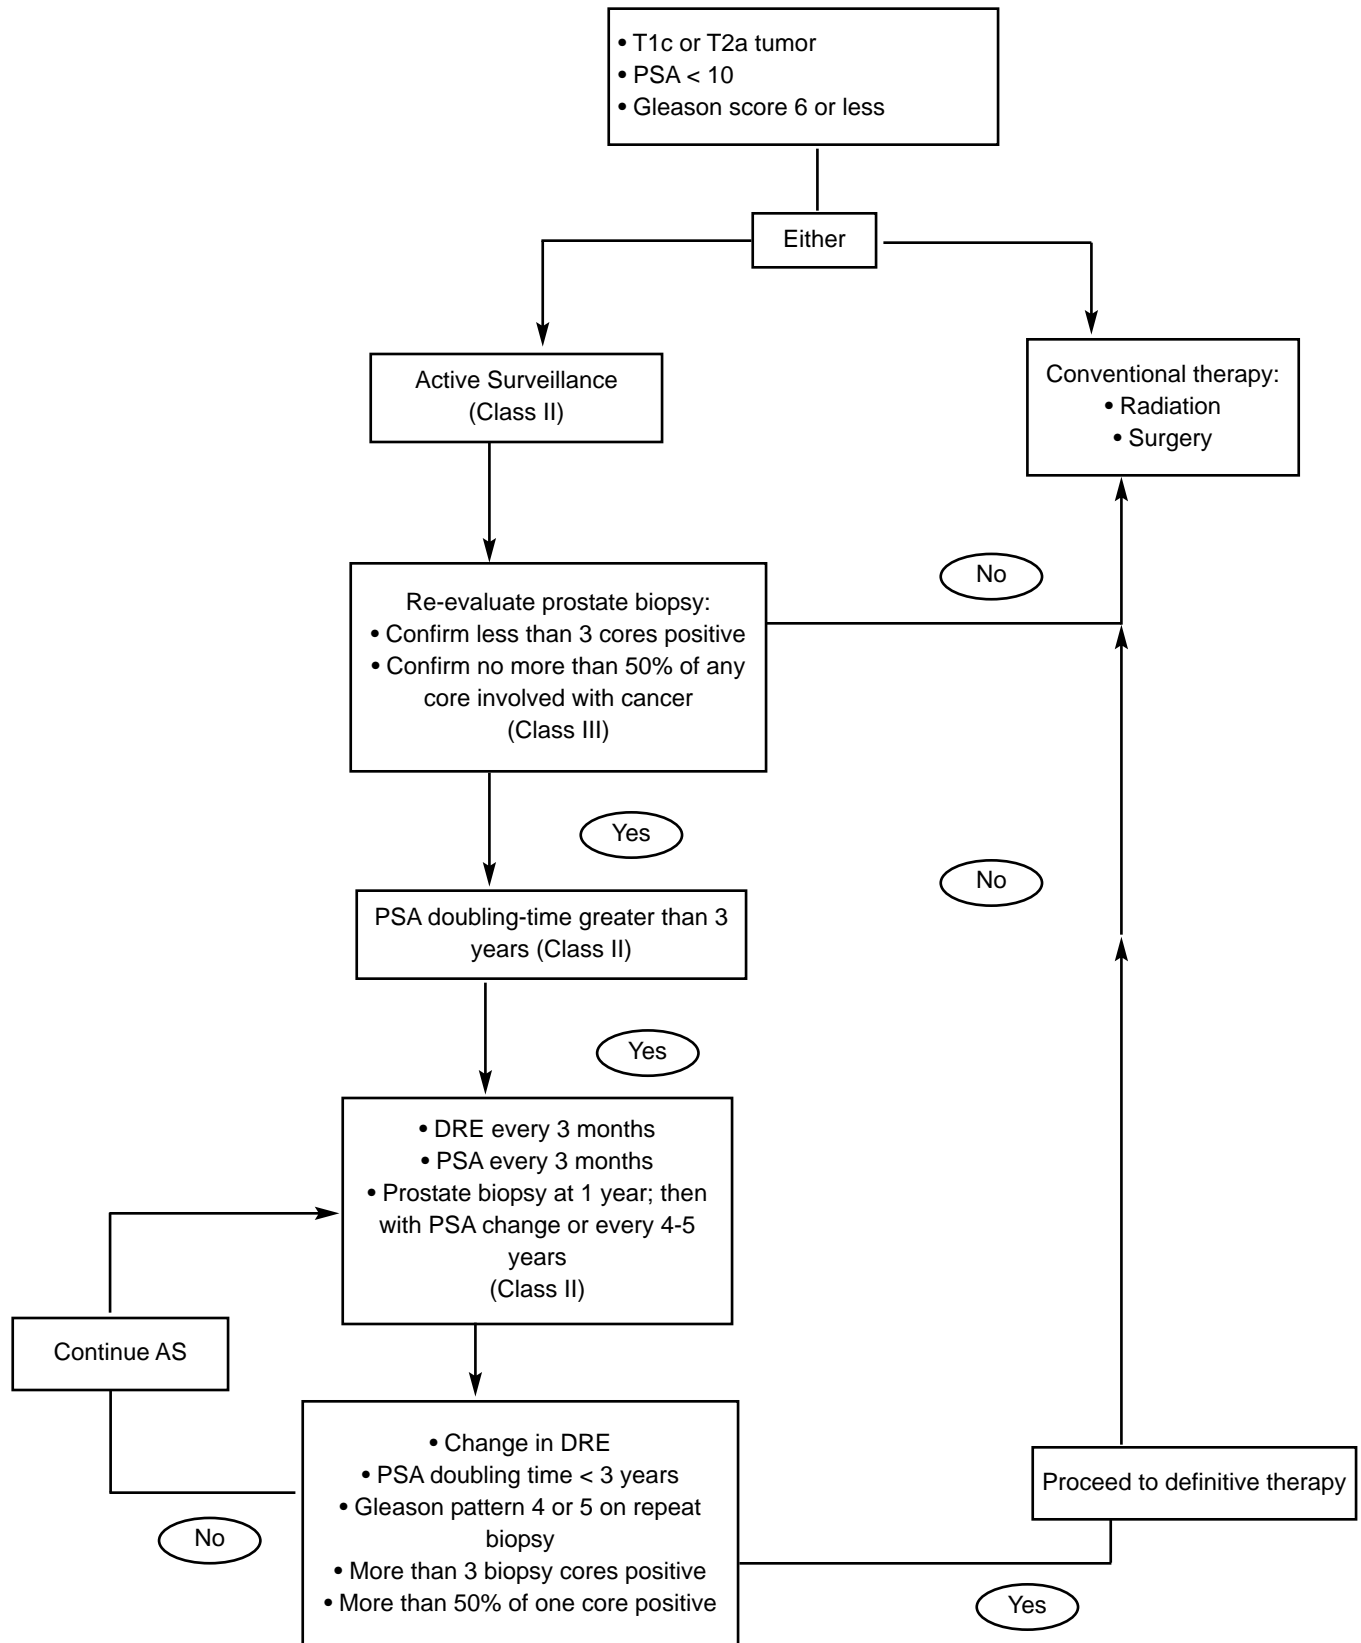 • T1c or T2a tumor
• PSA < 10
• Gleason score 6 or less
Either
Active Surveillance
(Class II)
Conventional therapy:
• Radiation
• Surgery
Re-evaluate prostate biopsy:
• Confirm less than 3 cores positive
• Confirm no more than 50% of any
core involved with cancer
(Class III)
No
Yes
No
PSA doubling-time greater than 3
years (Class II)
Yes
• DRE every 3 months
• PSA every 3 months
• Prostate biopsy at 1 year; then
with PSA change or every 4-5
years
(Class II)
Continue AS
• Change in DRE
• PSA doubling time < 3 years
• Gleason pattern 4 or 5 on repeat
biopsy
• More than 3 biopsy cores positive
• More than 50% of one core positive
Proceed to definitive therapy
No
Yes